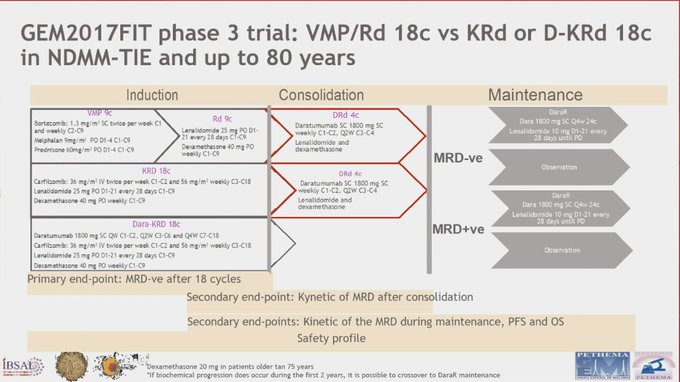 GEM2017FIT phase 3 trial: VMP/Rd 18c vs KRd or D-KRd 18c
in NDMM-TIE and up to 80 years
Induction
Consolidation
Maintenance
VMP 9c
Bortezomib: 1,3 mg/m² SC twice per week C1
and weekly C2-C9
Melphalan 9mg/m² PO D1-4 C1-C9
Prednisone 60mg/m² PO D1-4 C1-C9
Rd 9c
Lenalidomide 25 mg PO D1-
21 every 28 days C1-C9
Dexamethasone 40 mg PO
weekly C1-C9
DRd 4c
Daratumumab SC 1800 mg SC
weekly C1-C2, Q2W C3-C4
Lenalidomide and
dexamethasone
KRD 18c
Carfilzomib: 36 mg/m² IV twice per week C1-C2 and 56 mg/m² weekly C3-C18
Lenalidomide 25 mg PO D1-21 every 28 days C1-C9
Dexamethasone 40 mg PO weekly C1-C9
DRd 4c
Daratumumab SC 1800 mg SC
weekly C1-C2, Q2W C3-C4
Lenalidomide and
dexamethasone
Dara-KRD 18c
Daratumumab 1800 mg SC QW C1-C2, Q2W C3-C6 and Q4W C7-C18
Carfilzomib: 36 mg/m² IV twice per week C1-C2 and 56 mg/m² weekly C3-C18
Lenalidomide 25 mg PO D1-21 every 28 days C1-C9
Dexamethasone 40 mg PO weekly C1-C9
MRD-ve
DaraR
Dara 1800 mg SC Q4w 24c
Lenalidomide 10 mg D1-21 every
28 days until PD
Observation
MRD+ve
DaraR
Dara 1800 mg SC Q4w 24c
Lenalidomide 10 mg D1-21 every
28 days until PD
Observation
Primary end-point: MRD-ve after 18 cycles
Secondary end-point: Kynetic of MRD after consolidation
Secondary end-points: Kinetic of the MRD during maintenance, PFS and OS
Safety profile
*Dexamethasone 20 mg in patients older tan 75 years
*If biochemical progression does occur during the first 2 years, it is possible to crossover to DaraR maintenance
IBSAL
PETHEMA
PETHEMA